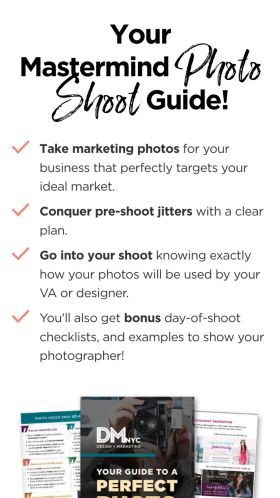 Your
Mastermind Photo
Shoot Guide!
Take marketing photos for your
business that perfectly targets your
ideal market.
Conquer pre-shoot jitters with a clear
plan.
Go into your shoot knowing exactly
how your photos will be used by your
VA or designer.
You'll also get bonus day-of-shoot
checklists, and examples to show your
photographer!
DMNYC
DESIGN + MARKETING
YOUR GUIDE TO A
PERFECT
PHOTO